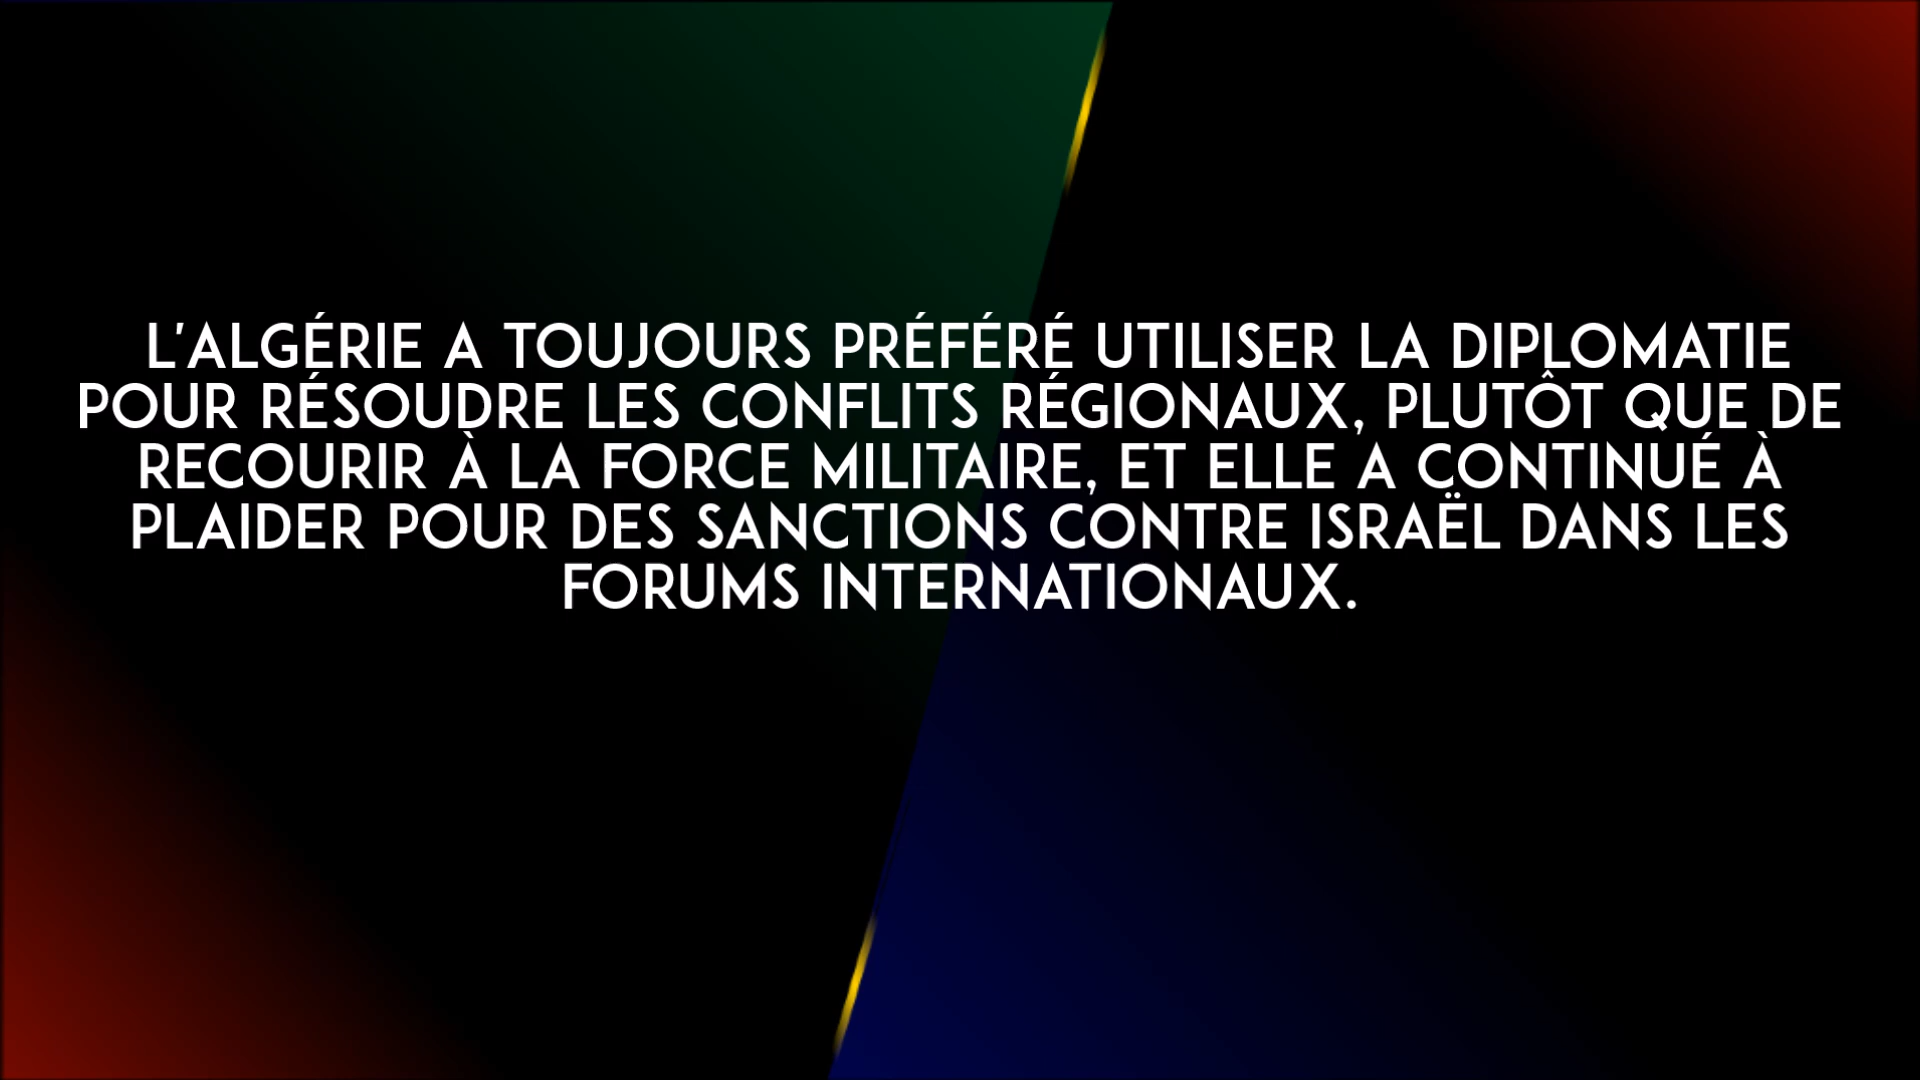 L'ALGÉRIE A TOUJOURS PRÉFÉRÉ UTILISER LA DIPLOMATIE
POUR RÉSOUDRE LES CONFLITS RÉGIONAUX, PLUTÔT QUE DE
RECOURIR À LA FORCE MILITAIRE, ET ELLE A CONTINUÉ À
PLAIDER POUR DES SANCTIONS CONTRE ISRAËL DANS LES
FORUMS INTERNATIONAUX.